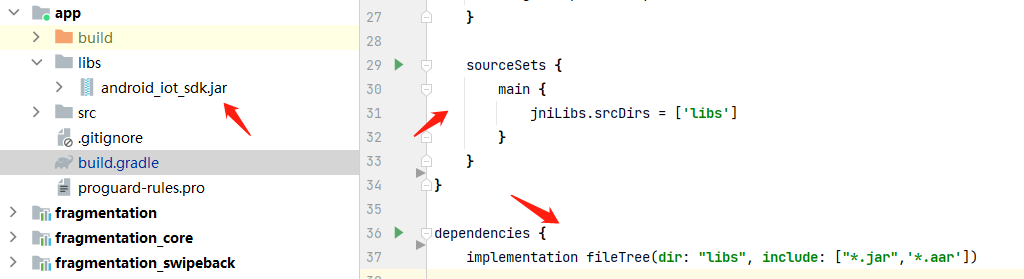 app
build
libs
android_iot_sdk.jar
src
.gitignore
build.gradle
proguard-rules.pro
fragmentation
fragmentation_core
fragmentation_swipeback
27 }
28
29 sourceSets {
30 main {
31 jniLibs.srcDirs = ['libs']
32 }
33 }
34 }
35
36 dependencies {
37 implementation fileTree(dir: "libs", include: ["*.jar",'*.aar'])